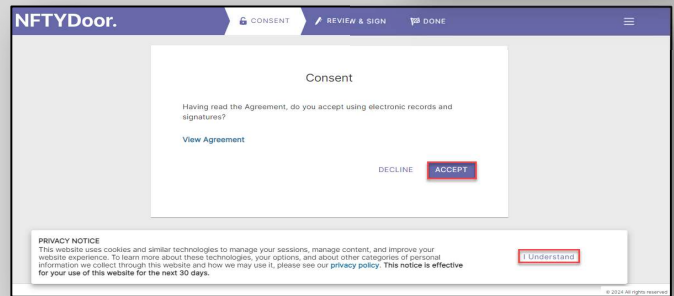 NFTYDoor.
CONSENT
REVIEW & SIGN
DONE
Consent
Having read the Agreement, do you accept using electronic records and
signatures?
View Agreement
DECLINE
ACCEPT
PRIVACY NOTICE
This website uses cookies and similar technologies to manage your sessions, manage content, and improve your
website experience. To learn more about these technologies, your options, and about other categories of personal
information we collect through this website and how we may use it, please see our privacy policy. This notice is effective
for your use of this website for the next 30 days.
I Understand
© 2024 All rights reserved